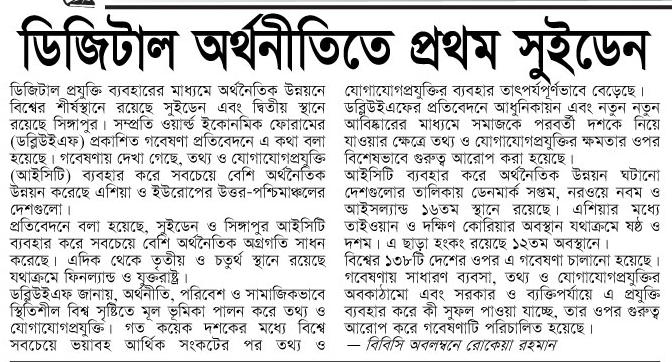 ডিজিটাল অর্থনীতিতে প্রথম সুইডেন
ডিজিটাল প্রযুক্তি ব্যবহারের মাধ্যমে অর্থনৈতিক উন্নয়নে
বিশ্বের শীর্ষস্থানে রয়েছে সুইডেন এবং দ্বিতীয় স্থানে
রয়েছে সিঙ্গাপুর। সম্প্রতি ওয়ার্ল্ড ইকোনমিক ফোরামের
(ডব্লিউইএফ) প্রকাশিত গবেষণা প্রতিবেদনে এ কথা বলা
হয়েছে। গবেষণায় দেখা গেছে, তথ্য ও যোগাযোগপ্রযুক্তি
(আইসিটি) ব্যবহার করে সবচেয়ে বেশি অর্থনৈতিক
উন্নয়ন করেছে এশিয়া ও ইউরোপের উত্তর-পশ্চিমাঞ্চলের
দেশগুলো।
প্রতিবেদনে বলা হয়েছে, সুইডেন ও সিঙ্গাপুর আইসিটি
ব্যবহার করে সবচেয়ে বেশি অর্থনৈতিক অগ্রগতি সাধন
করেছে। এদিক থেকে তৃতীয় ও চতুর্থ স্থানে রয়েছে
যথাক্রমে ফিনল্যান্ড ও যুক্তরাষ্ট্র।
ডব্লিউইএফ জানায়, অর্থনীতি, পরিবেশ ও সামাজিকভাবে
স্থিতিশীল বিশ্ব সৃষ্টিতে মূল ভূমিকা পালন করে তথ্য ও
যোগাযোগপ্রযুক্তি। গত কয়েক দশকের মধ্যে বিশ্বে
সবচেয়ে ভয়াবহ আর্থিক সংকটের পর তথ্য ও
যোগাযোগপ্রযুক্তির ব্যবহার তাৎপর্যপূর্ণভাবে বেড়েছে।
ডব্লিউইএফের প্রতিবেদনে আধুনিকায়ন এবং নতুন নতুন
আবিষ্কারের মাধ্যমে সমাজকে পরবর্তী দশকে নিয়ে
যাওয়ার ক্ষেত্রে তথ্য ও যোগাযোগপ্রযুক্তির ক্ষমতার ওপর
বিশেষভাবে গুরুত্ব আরোপ করা হয়েছে।
আইসিটি ব্যবহার করে অর্থনৈতিক উন্নয়ন ঘটানো
দেশগুলোর তালিকায় ডেনমার্ক সপ্তম, নরওয়ে নবম ও
আইসল্যান্ড ১৬তম স্থানে রয়েছে। এশিয়ার মধ্যে
তাইওয়ান ও দক্ষিণ কোরিয়ার অবস্থান যথাক্রমে ষষ্ঠ ও
দশম। এ ছাড়া হংকং রয়েছে ১২তম অবস্থানে।
বিশ্বের ১৩৮টি দেশের ওপর এ গবেষণা চালানো হয়েছে।
গবেষণায় সাধারণ ব্যবসা, তথ্য ও যোগাযোগপ্রযুক্তির
অবকাঠামো এবং সরকার ও ব্যক্তিপর্যায়ে এ প্রযুক্তি
ব্যবহার করে কী সুফল পাওয়া যাচ্ছে, তার ওপর গুরুত্ব
আরোপ করে গবেষণাটি পরিচালিত হয়েছে।
— বিবিসি অবলম্বনে রোকেয়া রহমান